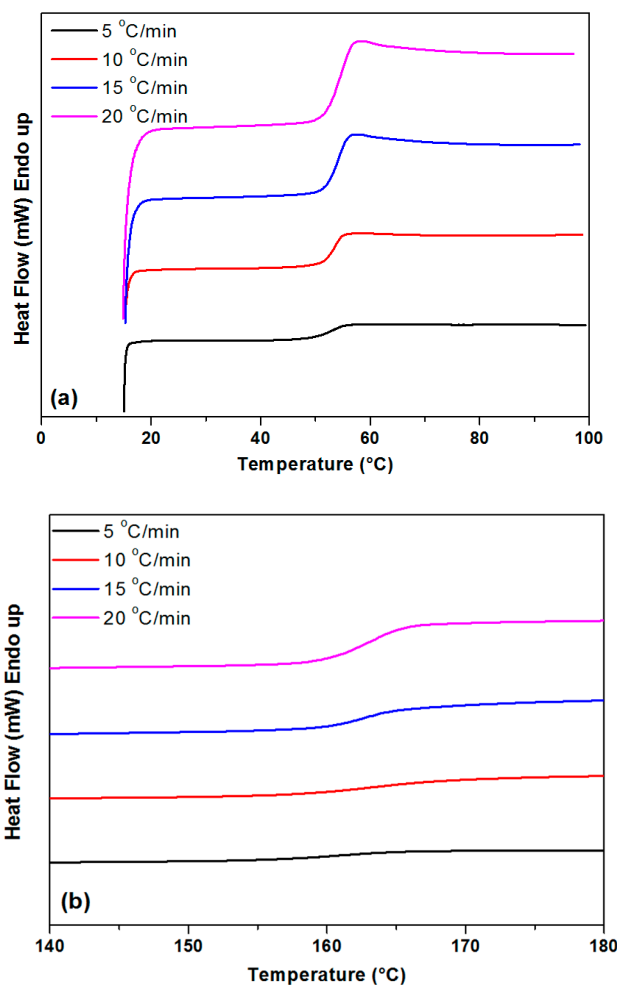 5 °C/min
10 °C/min
15 °C/min
20 °C/min
Heat Flow (mW) Endo up
(a)
0 20 40 60 80 100
Temperature (°C)
5 °C/min
10 °C/min
15 °C/min
20 °C/min
Heat Flow (mW) Endo up
(b)
140 150 160 170 180
Temperature (°C)